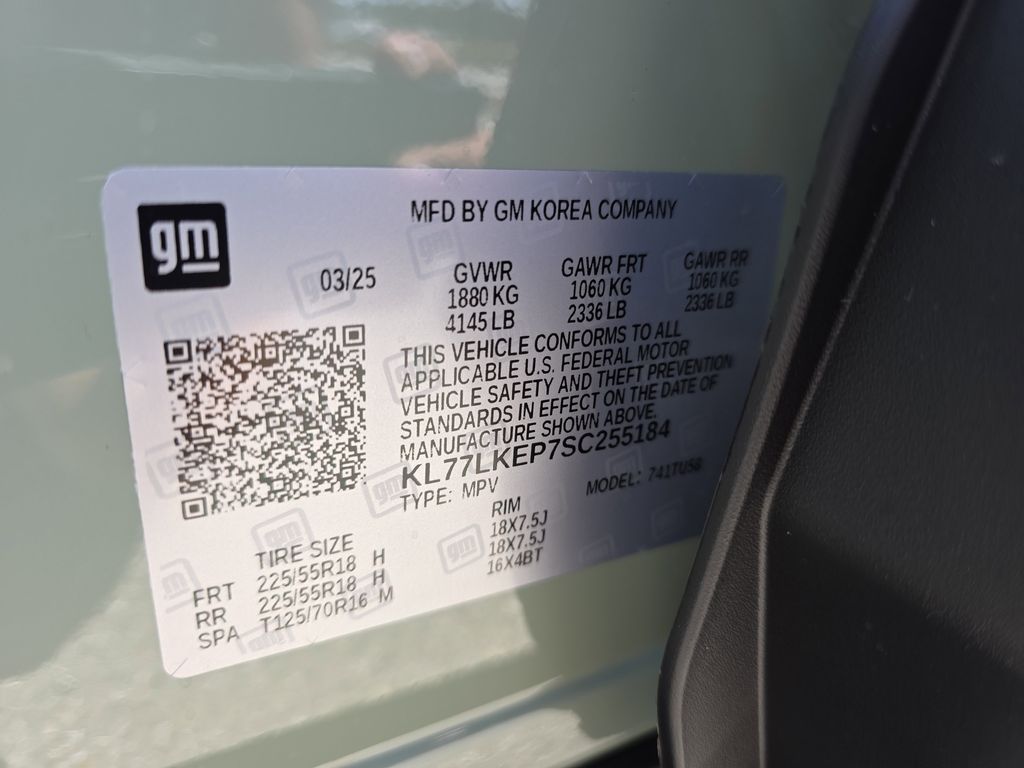 gm
MFD BY GM KOREA COMPANY
03/25
GVWR GAWR FRT GAWR RR
1880 KG 1060 KG 1060 KG
4145 LB 2336 LB 2336 LB
THIS VEHICLE CONFORMS TO ALL
APPLICABLE U.S. FEDERAL MOTOR
VEHICLE SAFETY AND THEFT PREVENTION
STANDARDS IN EFFECT ON THE DATE OF
MANUFACTURE SHOWN ABOVE.
KL77LKEP7SC255184
TYPE: MPV MODEL: 741TUS8
TIRE SIZE RIM
FRT 225/55R18 H 18X7.5J
RR 225/55R18 H 18X7.5J
SPA T125/70R16 M 16X4BT